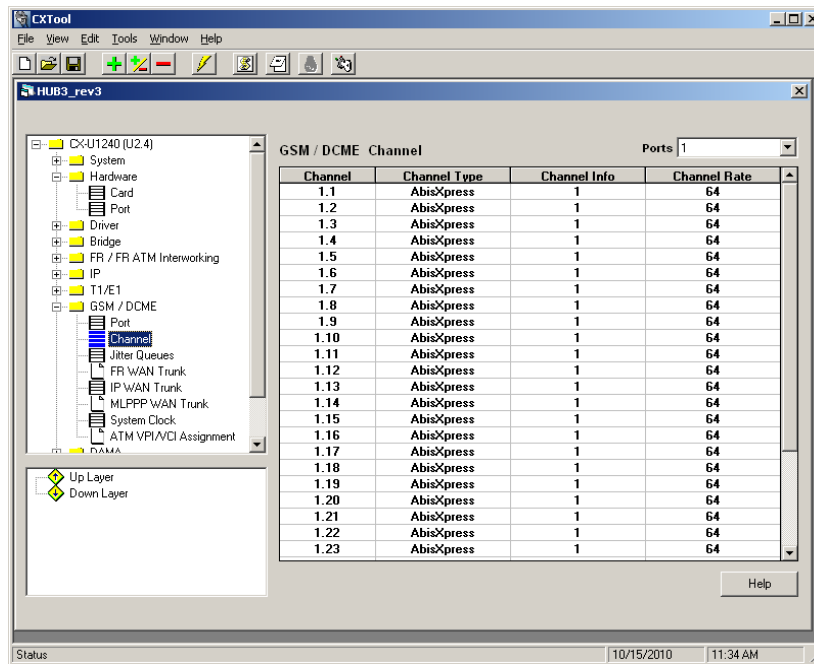 CXTool
File View Edit Tools Window Help
HUB3_rev3
CX-U1240 (U2.4)
System
Hardware
Card
Port
Driver
Bridge
FR / FR ATM Interworking
IP
T1/E1
GSM / DCME
Port
Channel
Jitter Queues
FR WAN Trunk
IP WAN Trunk
MLPPP WAN Trunk
System Clock
ATM VPI/VCI Assignment
DAMA
Up Layer
Down Layer
GSM / DCME Channel Ports 1
Channel Channel Type Channel Info Channel Rate
1.1 AbisXpress 1 64
1.2 AbisXpress 1 64
1.3 AbisXpress 1 64
1.4 AbisXpress 1 64
1.5 AbisXpress 1 64
1.6 AbisXpress 1 64
1.7 AbisXpress 1 64
1.8 AbisXpress 1 64
1.9 AbisXpress 1 64
1.10 AbisXpress 1 64
1.11 AbisXpress 1 64
1.12 AbisXpress 1 64
1.13 AbisXpress 1 64
1.14 AbisXpress 1 64
1.15 AbisXpress 1 64
1.16 AbisXpress 1 64
1.17 AbisXpress 1 64
1.18 AbisXpress 1 64
1.19 AbisXpress 1 64
1.20 AbisXpress 1 64
1.21 AbisXpress 1 64
1.22 AbisXpress 1 64
1.23 AbisXpress 1 64
Help
Status 10/15/2010 11:34 AM